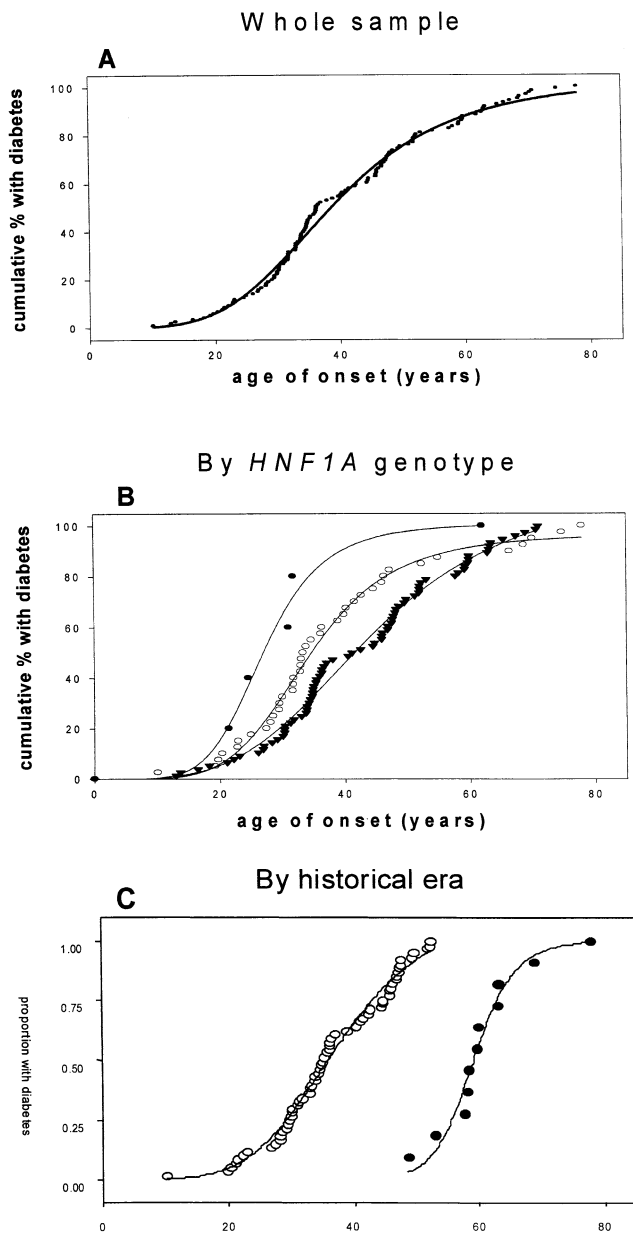 Whole sample
A
cumulative % with diabetes
100
80
60
40
20
0
0 20 40 60 80
age of onset (years)
By HNF1A genotype
B
cumulative % with diabetes
100
80
60
40
20
0
0 20 40 60 80
age of onset (years)
By historical era
C
proportion with diabetes
1.00
0.75
0.50
0.25
0.00
0 20 40 60 80